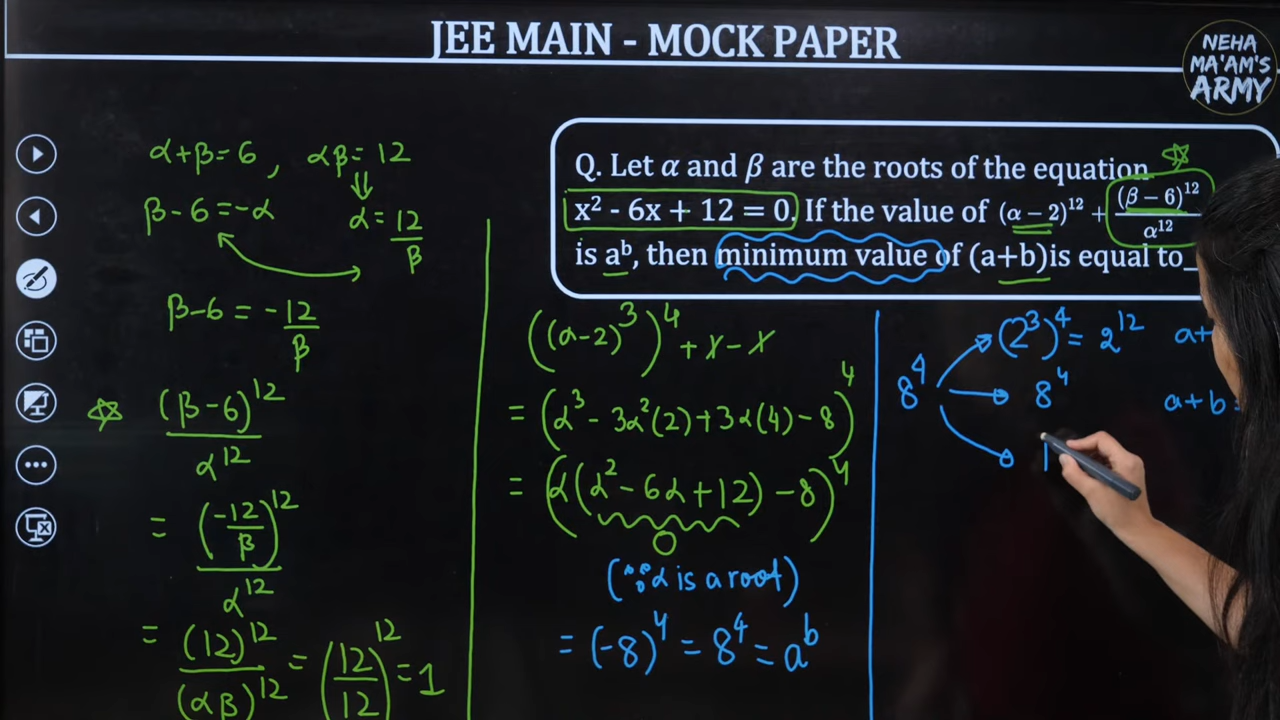 JEE MAIN - MOCK PAPER
NEHA
MA'AM'S
ARMY
Q. Let α and β are the roots of the equation
x² - 6x + 12 = 0. If the value of (α − 2)¹² + (β − 6)¹²/α¹²
is aᵇ, then minimum value of (a+b)is equal to_
α+β=6, αβ=12
⇓
β-6=-α α=12/β
β-6=-12/β
☆ (β-6)¹²/α¹²
= (-12/β)¹²/α¹²
= (12)¹²/(αβ)¹² = (12/12)¹² = 1
((α-2)³)⁴ + 1 - 1
= (α³ - 3α²(2) + 3α(4) - 8)⁴
= (α(α² - 6α + 12) - 8)⁴
0
(∵ α is a root)
= (-8)⁴ = 8⁴ = aᵇ
8⁴ → (2³)⁴ = 2¹² a+
→ 8⁴ a+b=